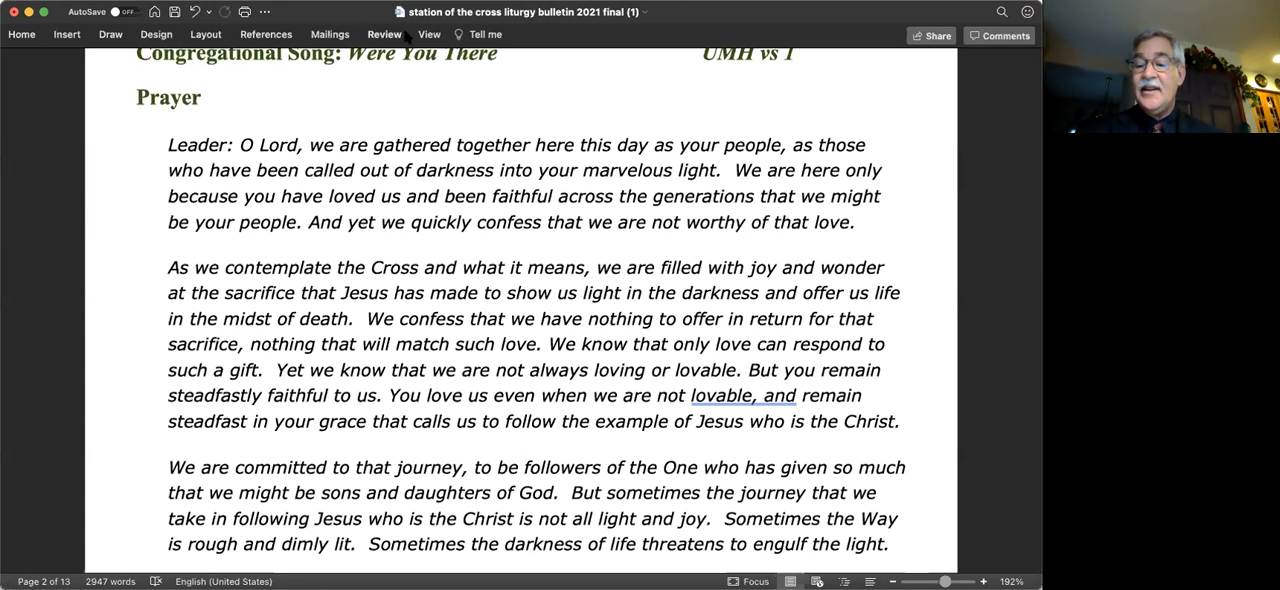 AutoSave OFF station of the cross liturgy bulletin 2021 final (1)
Home Insert Draw Design Layout References Mailings Review View Tell me Share Comments
Congregational Song: Were You There UMH vs 1
Prayer
Leader: O Lord, we are gathered together here this day as your people, as those
who have been called out of darkness into your marvelous light. We are here only
because you have loved us and been faithful across the generations that we might
be your people. And yet we quickly confess that we are not worthy of that love.
As we contemplate the Cross and what it means, we are filled with joy and wonder
at the sacrifice that Jesus has made to show us light in the darkness and offer us life
in the midst of death. We confess that we have nothing to offer in return for that
sacrifice, nothing that will match such love. We know that only love can respond to
such a gift. Yet we know that we are not always loving or lovable. But you remain
steadfastly faithful to us. You love us even when we are not lovable, and remain
steadfast in your grace that calls us to follow the example of Jesus who is the Christ.
We are committed to that journey, to be followers of the One who has given so much
that we might be sons and daughters of God. But sometimes the journey that we
take in following Jesus who is the Christ is not all light and joy. Sometimes the Way
is rough and dimly lit. Sometimes the darkness of life threatens to engulf the light.
Page 2 of 13 2947 words English (United States) Focus 192%